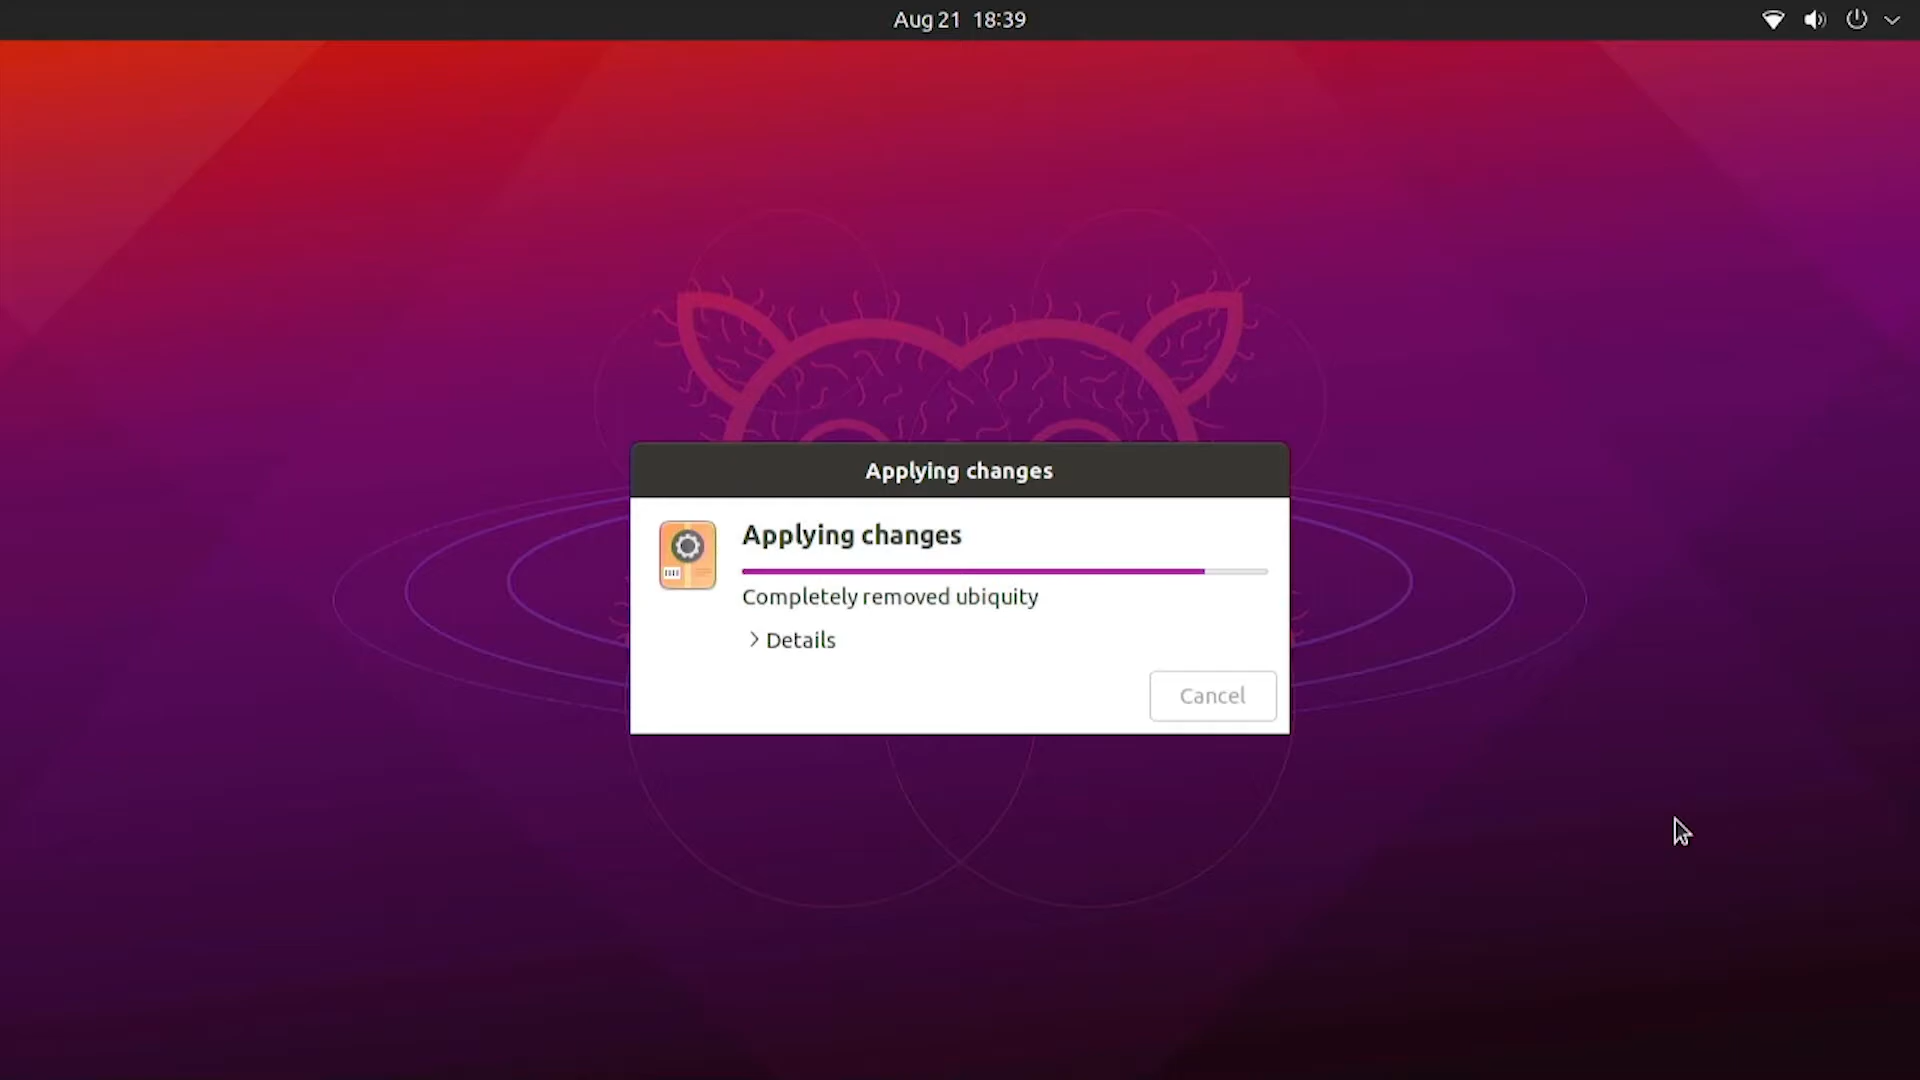 Aug 21 18:39
Applying changes
Applying changes
Completely removed ubiquity
Details
Cancel